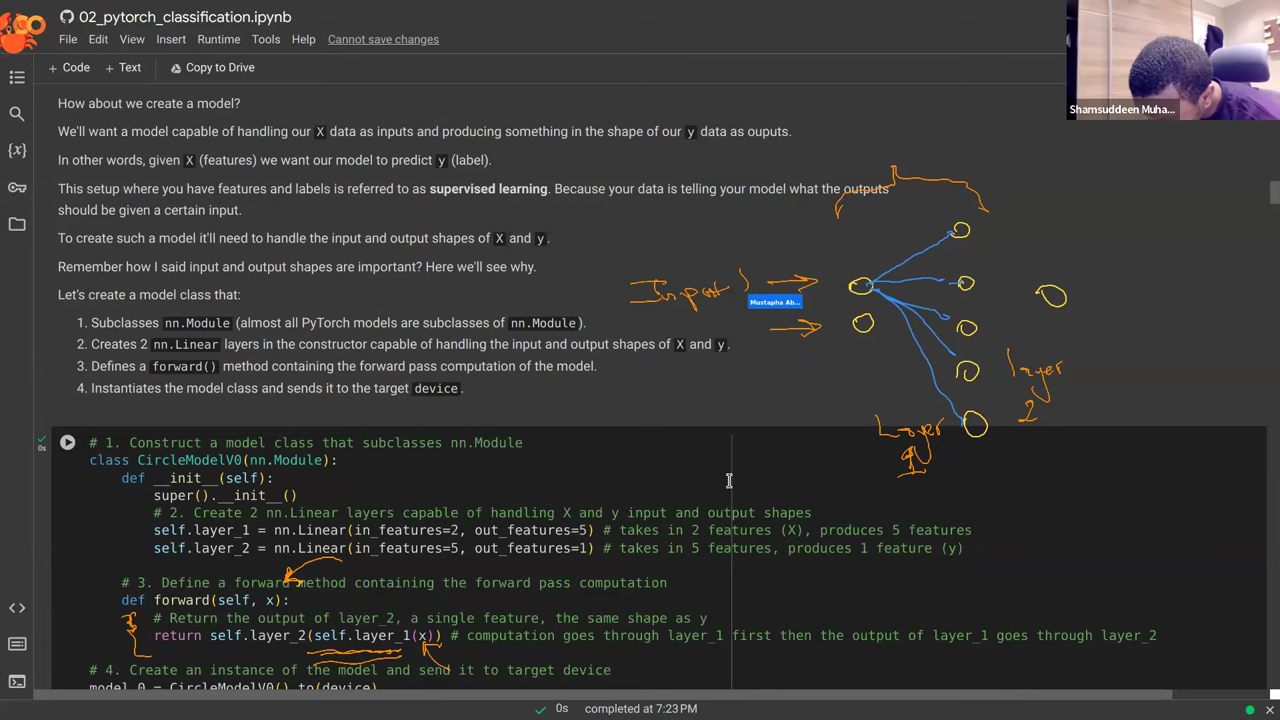 02_pytorch_classification.ipynb
File Edit View Insert Runtime Tools Help Cannot save changes
+ Code + Text Copy to Drive
Shamsuddeen Muha...
How about we create a model?
We'll want a model capable of handling our X data as inputs and producing something in the shape of our y data as ouputs.
In other words, given X (features) we want our model to predict y (label).
This setup where you have features and labels is referred to as supervised learning. Because your data is telling your model what the outputs
should be given a certain input.
To create such a model it'll need to handle the input and output shapes of X and y.
Remember how I said input and output shapes are important? Here we'll see why.
Let's create a model class that:
Mustapha Ab...
1. Subclasses nn.Module (almost all PyTorch models are subclasses of nn.Module).
2. Creates 2 nn.Linear layers in the constructor capable of handling the input and output shapes of X and y.
3. Defines a forward() method containing the forward pass computation of the model.
4. Instantiates the model class and sends it to the target device.
layer
2
Layer
1
0s
# 1. Construct a model class that subclasses nn.Module
class CircleModelV0(nn.Module):
def __init__(self):
super().__init__()
# 2. Create 2 nn.Linear layers capable of handling X and y input and output shapes
self.layer_1 = nn.Linear(in_features=2, out_features=5) # takes in 2 features (X), produces 5 features
self.layer_2 = nn.Linear(in_features=5, out_features=1) # takes in 5 features, produces 1 feature (y)
# 3. Define a forward method containing the forward pass computation
def forward(self, x):
# Return the output of layer_2, a single feature, the same shape as y
return self.layer_2(self.layer_1(x)) # computation goes through layer_1 first then the output of layer_1 goes through layer_2
# 4. Create an instance of the model and send it to target device
model_0 = CircleModelV0().to(device)
0s completed at 7:23 PM